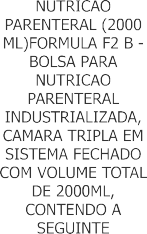 NUTRICAO
PARENTERAL (2000
ML)FORMULA F2 B -
BOLSA PARA
NUTRICAO
PARENTERAL
INDUSTRIALIZADA,
CAMARA TRIPLA EM
SISTEMA FECHADO
COM VOLUME TOTAL
DE 2000ML,
CONTENDO A
SEGUINTE